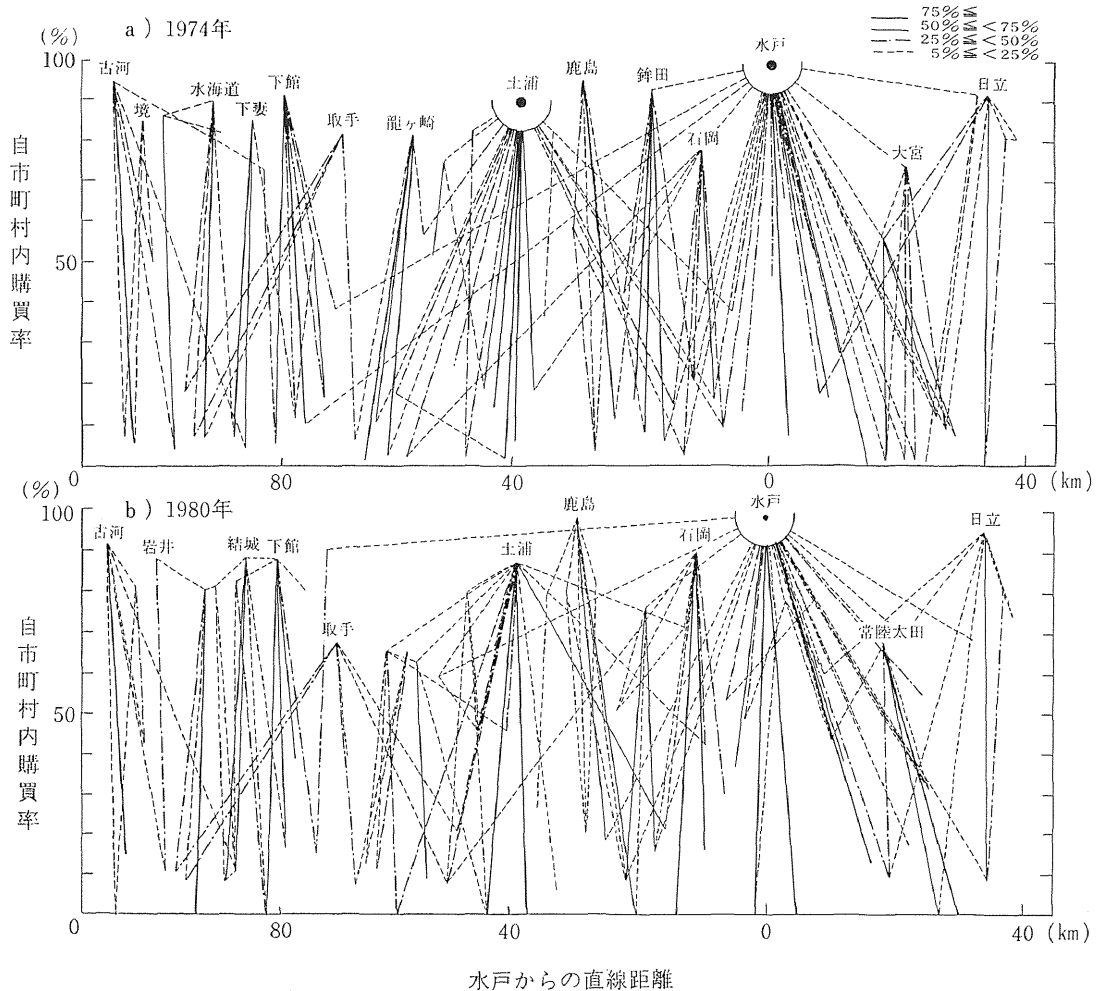 a) 1974年
75%≦
50%≦<75%
25%≦<50%
5%≦<25%
(%)
100
50
0
自市町村内購買率
古河
境
水海道
下妻
下館
取手
龍ヶ崎
土浦
鹿島
鉾田
石岡
水戸
大宮
日立
80
40
0
40 (km)
b) 1980年
(%)
100
50
0
自市町村内購買率
古河
岩井
結城
下館
取手
土浦
鹿島
石岡
水戸
常陸太田
日立
80
40
0
40 (km)
水戸からの直線距離